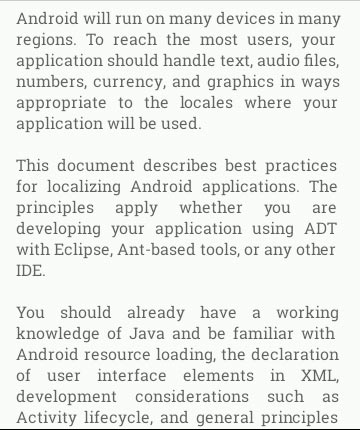 Android will run on many devices in many
regions. To reach the most users, your
application should handle text, audio files,
numbers, currency, and graphics in ways
appropriate to the locales where your
application will be used.
This document describes best practices
for localizing Android applications. The
principles apply whether you are
developing your application using ADT
with Eclipse, Ant-based tools, or any other
IDE.
You should already have a working
knowledge of Java and be familiar with
Android resource loading, the declaration
of user interface elements in XML,
development considerations such as
Activity lifecycle, and general principles